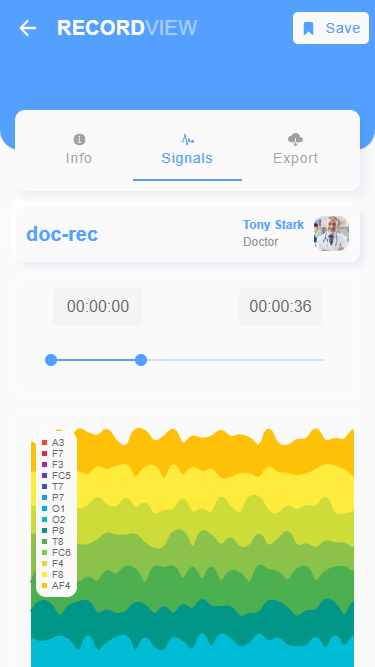 RECORDVIEW
Save
Info
Signals
Export
doc-rec
Tony Stark
Doctor
00:00:00
00:00:36
A3
F7
F3
FC5
T7
P7
O1
O2
P8
T8
FC6
F4
F8
AF4